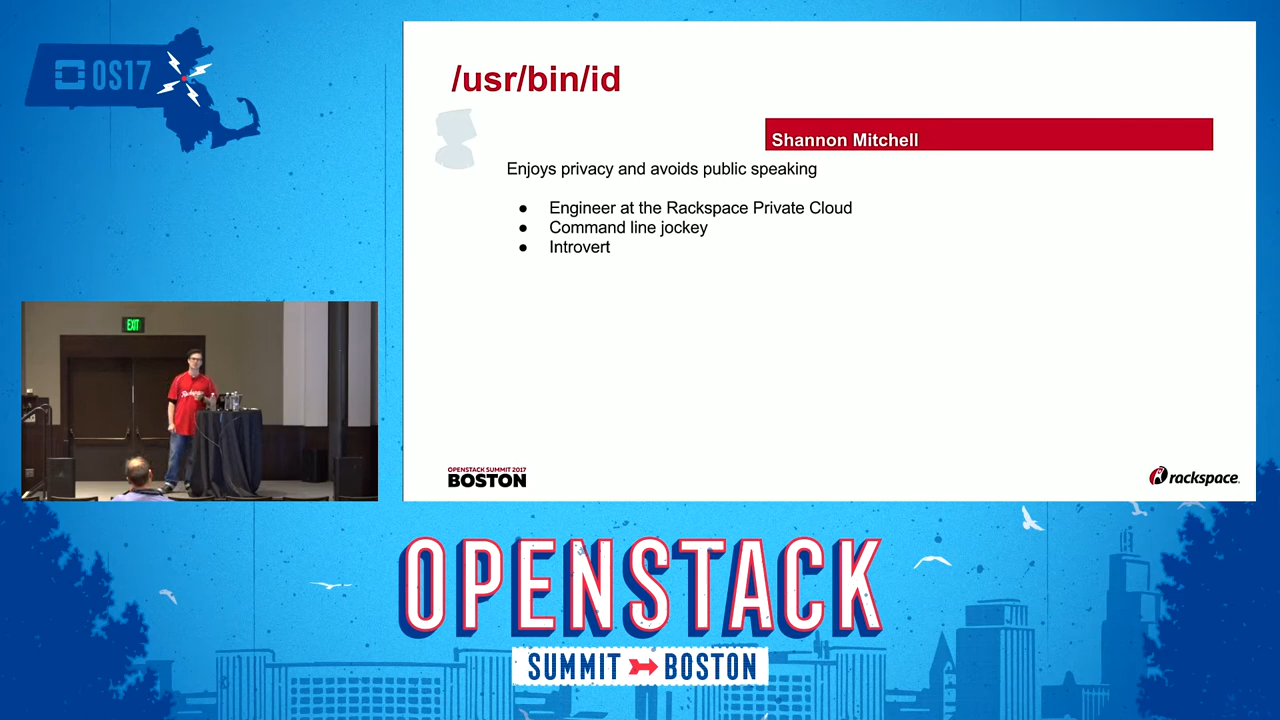 OS17
/usr/bin/id
Shannon Mitchell
Enjoys privacy and avoids public speaking
● Engineer at the Rackspace Private Cloud
● Command line jockey
● Introvert
EXIT
OPENSTACK SUMMIT 2017
BOSTON
rackspace.
OPENSTACK
SUMMIT BOSTON